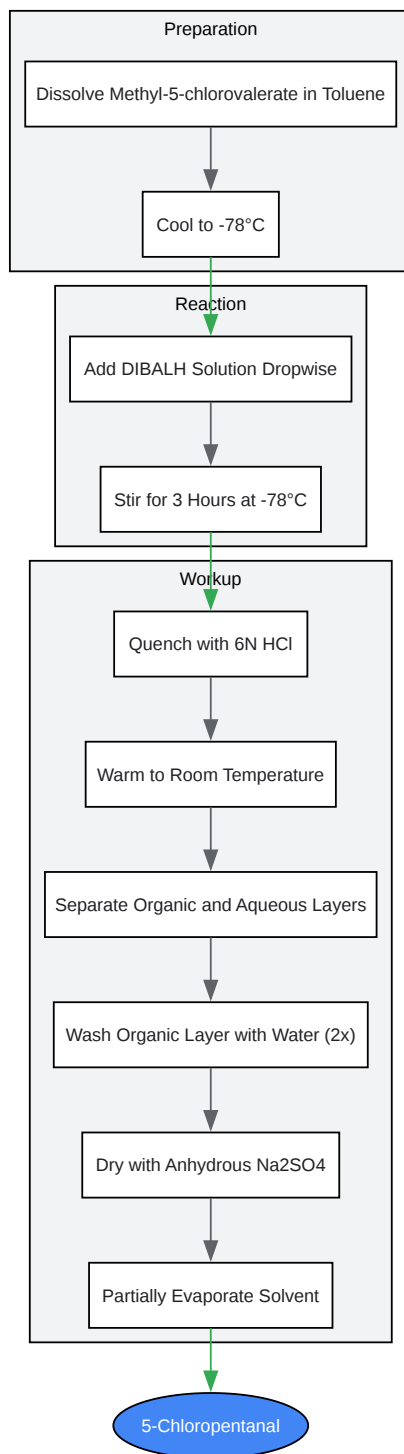 Preparation
Dissolve Methyl-5-chlorovalerate in Toluene
Cool to -78°C
Reaction
Add DIBALH Solution Dropwise
Stir for 3 Hours at -78°C
Workup
Quench with 6N HCl
Warm to Room Temperature
Separate Organic and Aqueous Layers
Wash Organic Layer with Water (2x)
Dry with Anhydrous Na2SO4
Partially Evaporate Solvent
5-Chloropentanal